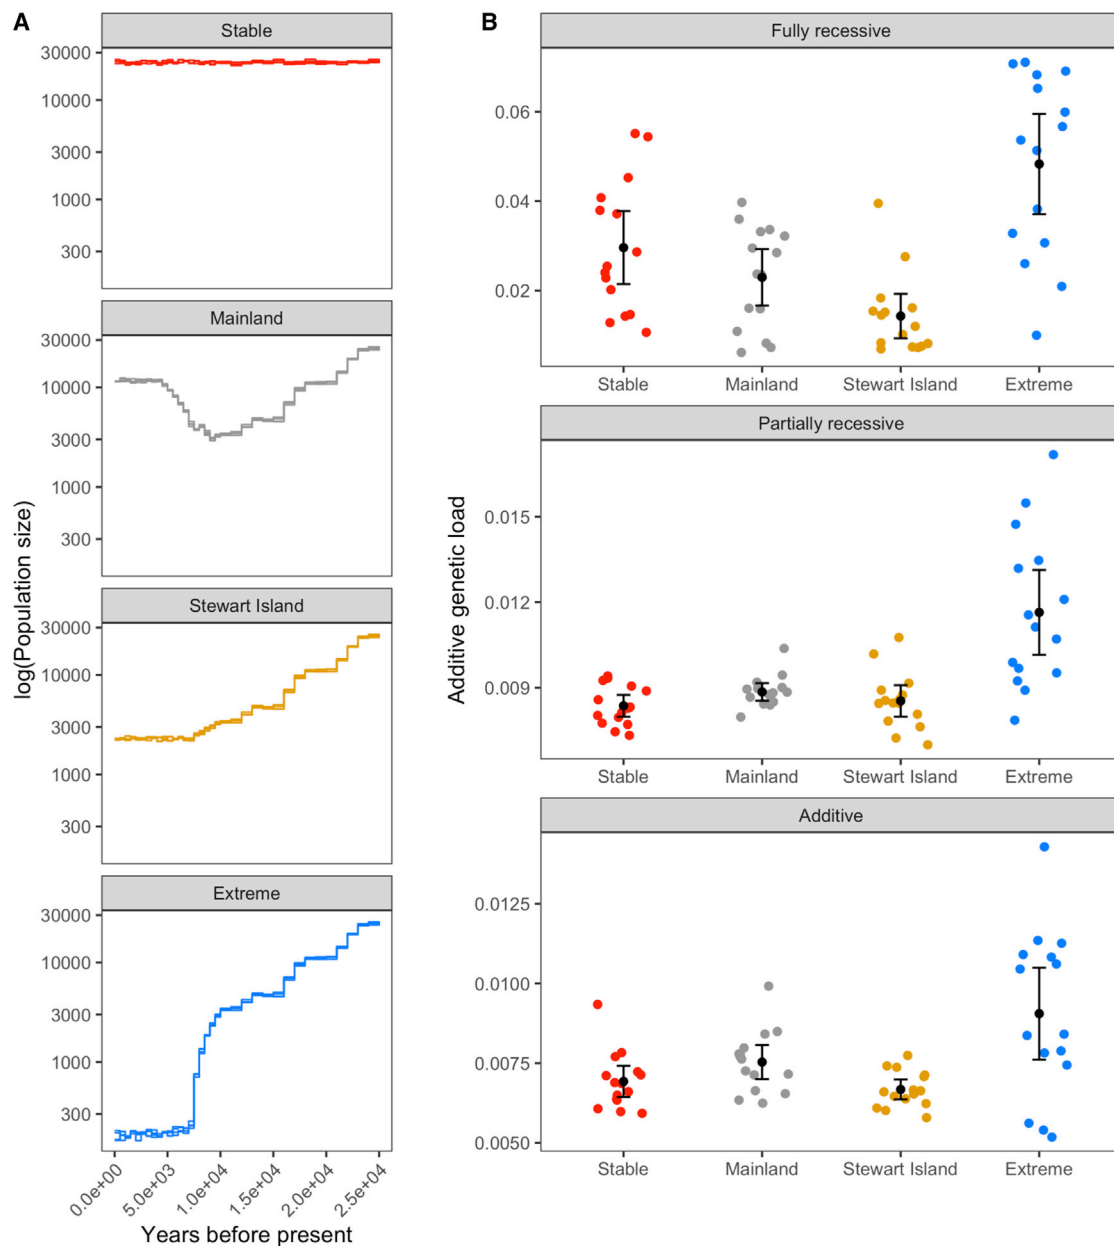 A
Stable
30000
10000
3000
1000
300
Mainland
30000
10000
3000
1000
300
Stewart Island
30000
10000
3000
1000
300
Extreme
30000
10000
3000
1000
300
0.0e+00
5.0e+03
1.0e+04
1.5e+04
2.0e+04
2.5e+04
log(Population size)
Years before present
B
Fully recessive
0.06
0.04
0.02
Stable Mainland Stewart Island Extreme
Partially recessive
0.015
0.012
0.009
Stable Mainland Stewart Island Extreme
Additive
0.0125
0.0100
0.0075
0.0050
Stable Mainland Stewart Island Extreme
Additive genetic load